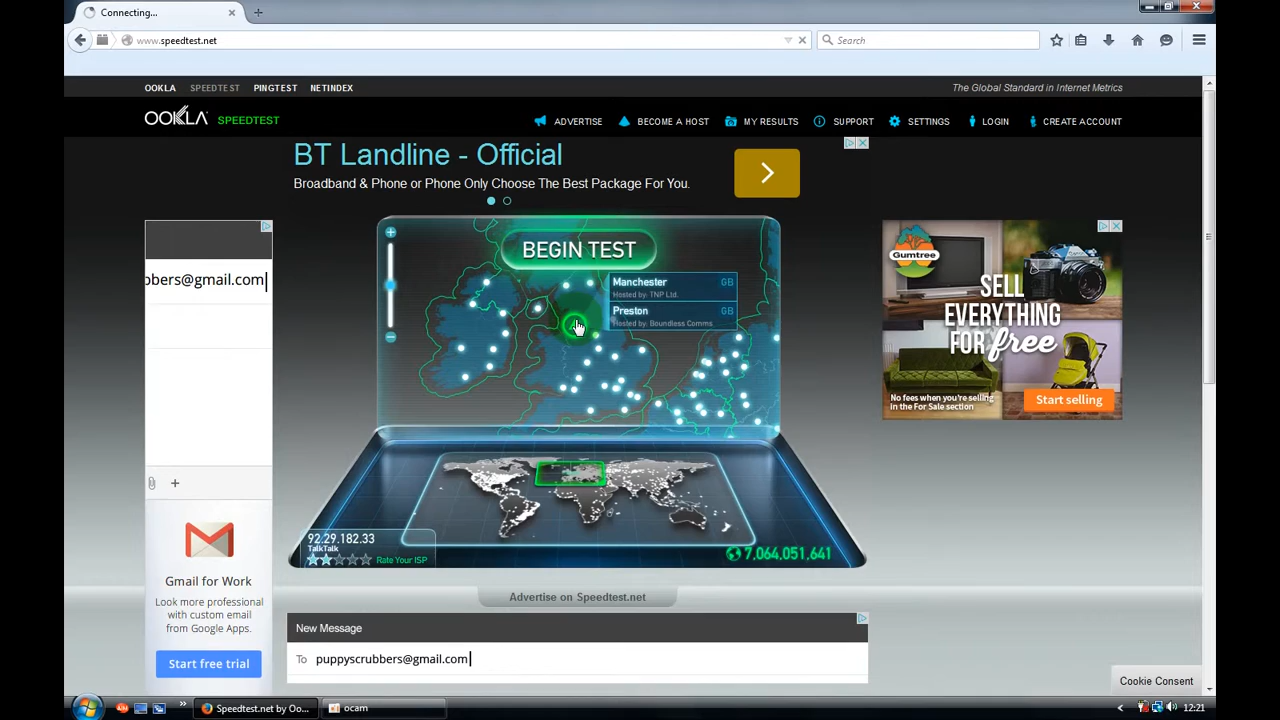 Connecting...
www.speedtest.net
Search
OOKLA SPEEDTEST PINGTEST NETINDEX
The Global Standard in Internet Metrics
OOKLA SPEEDTEST
ADVERTISE BECOME A HOST MY RESULTS SUPPORT SETTINGS LOGIN CREATE ACCOUNT
BT Landline - Official
Broadband & Phone or Phone Only Choose The Best Package For You.
bbers@gmail.com
Gmail for Work
Look more professional
with custom email
from Google Apps.
Start free trial
BEGIN TEST
Manchester GB
Hosted by: TNP Ltd.
Preston GB
Hosted by: Boundless Comms
92.29.182.33
TalkTalk
Rate Your ISP
7,064,051,641
Gumtree
SELL
EVERYTHING
FOR free
No fees when you're selling
in the For Sale section
Start selling
Advertise on Speedtest.net
New Message
To puppyscrubbers@gmail.com
Cookie Consent
Speedtest.net by Oo...
ocam
12:21